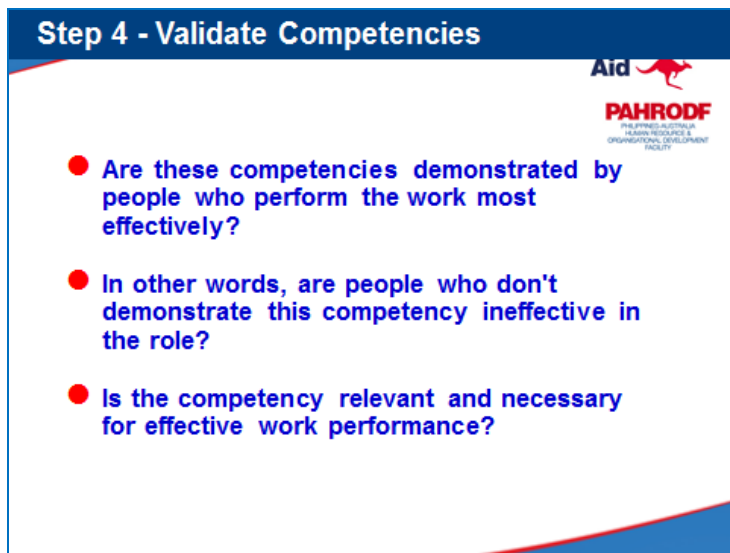 Step 4 - Validate Competencies
Aid
PAHRODF
PHILIPPINES-AUSTRALIA
HUMAN RESOURCE &
ORGANISATIONAL DEVELOPMENT
FACILITY
Are these competencies demonstrated by
people who perform the work most
effectively?
In other words, are people who don't
demonstrate this competency ineffective in
the role?
Is the competency relevant and necessary
for effective work performance?